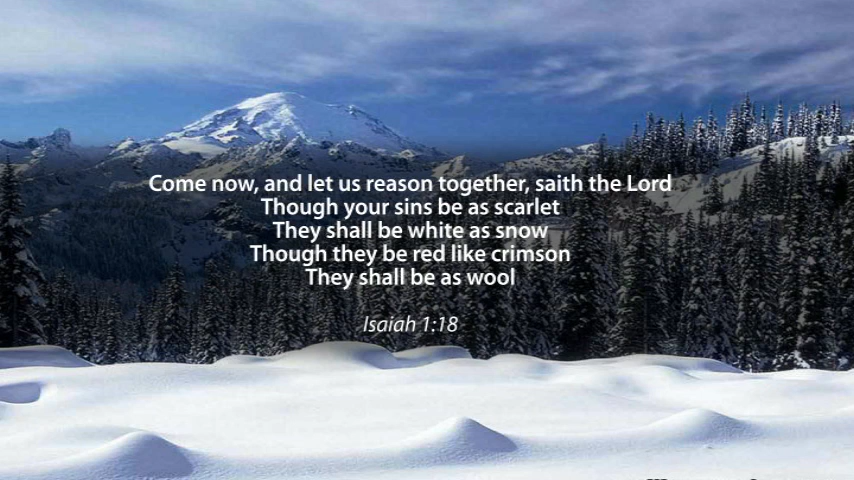 Come now, and let us reason together, saith the Lord
Though your sins be as scarlet
They shall be white as snow
Though they be red like crimson
They shall be as wool
Isaiah 1:18